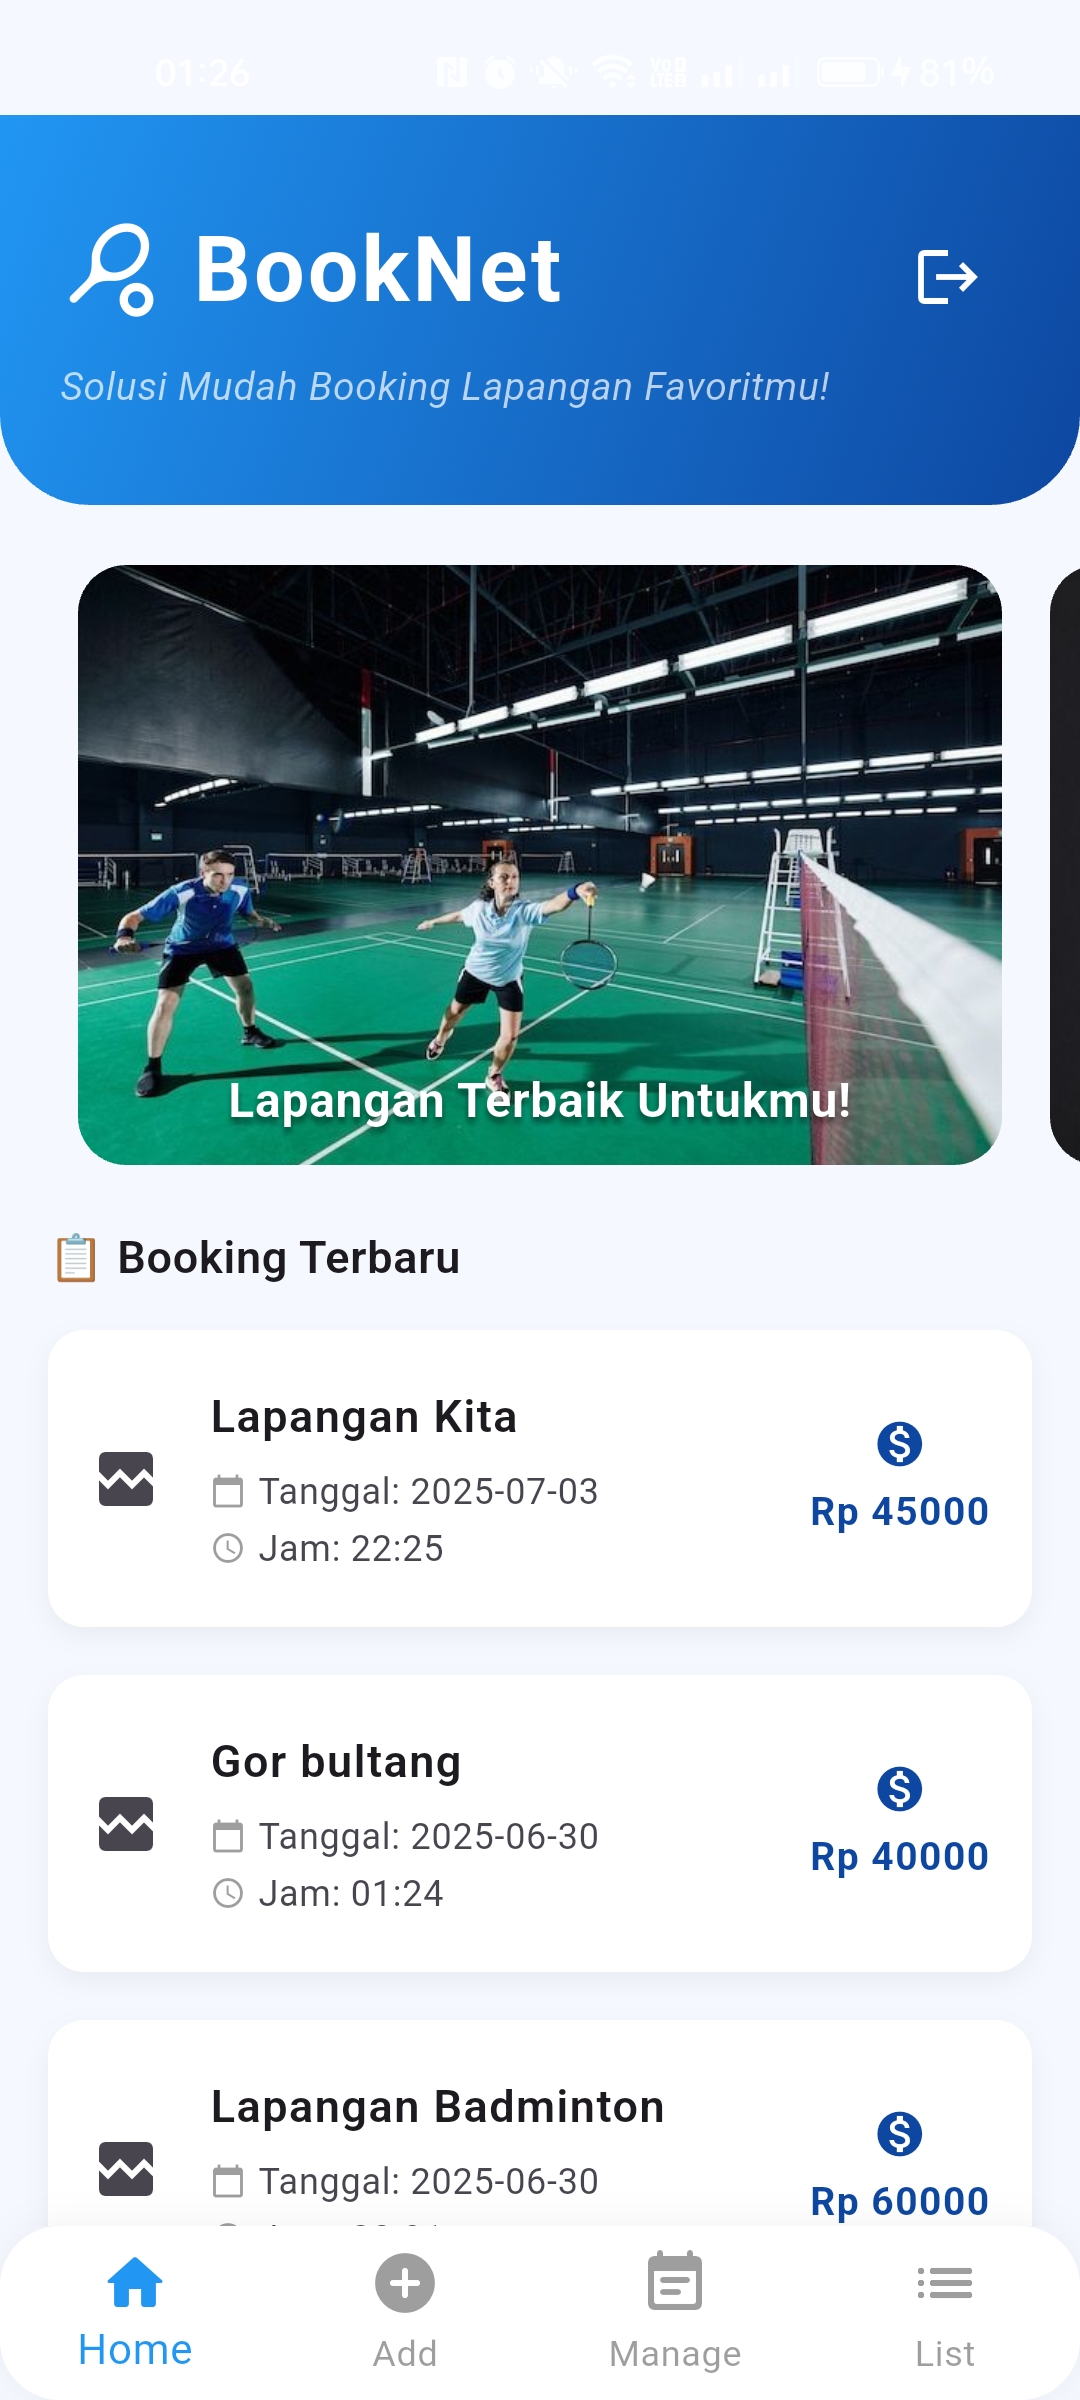 01:26
81%
BookNet
Solusi Mudah Booking Lapangan Favoritmu!
Lapangan Terbaik Untukmu!
📋 Booking Terbaru
Lapangan Kita
Tanggal: 2025-07-03
Rp 45000
Jam: 22:25
Gor bultang
Tanggal: 2025-06-30
Rp 40000
Jam: 01:24
Lapangan Badminton
Tanggal: 2025-06-30
Rp 60000
Home
Add
Manage
List